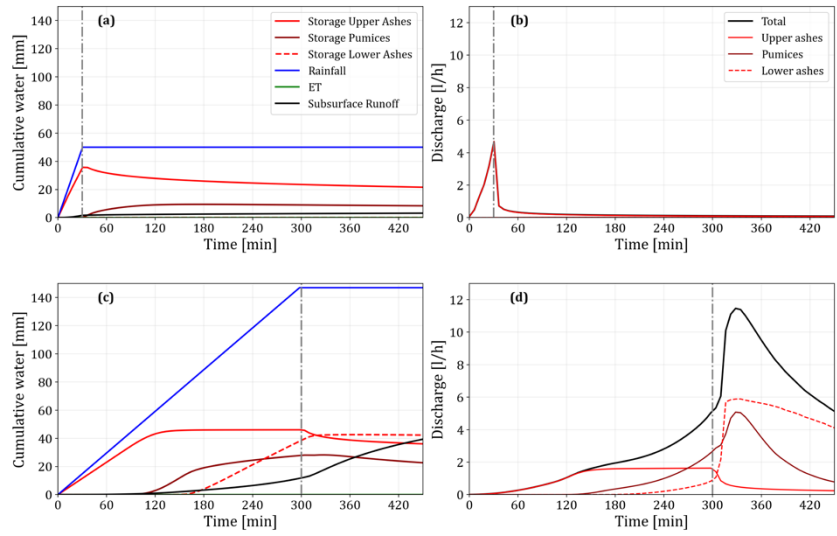 (a)
Storage Upper Ashes
Storage Pumices
Storage Lower Ashes
Rainfall
ET
Subsurface Runoff
Cumulative water [mm]
140
120
100
80
60
40
20
0
0 60 120 180 240 300 360 420
Time [min]
(b)
Total
Upper ashes
Pumices
Lower ashes
Discharge [l/h]
12
10
8
6
4
2
0
0 60 120 180 240 300 360 420
Time [min]
(c)
Cumulative water [mm]
140
120
100
80
60
40
20
0
0 60 120 180 240 300 360 420
Time [min]
(d)
Discharge [l/h]
12
10
8
6
4
2
0
0 60 120 180 240 300 360 420
Time [min]